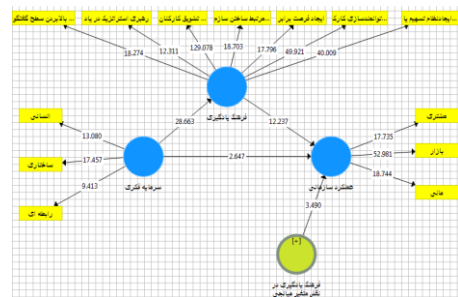 بالا بردن سطح گفتگو ...
رهبری استراتژیک در یاد
تشویق کارکنان ...
مرتبط ساختن سازم...
ایجاد فرصت برابر
توانمندسازی کارک...
ایجاد نظام تسهیم یا...
18.274
12.311
129.078
18.703
17.796
49.921
40.009
فرهنگ یادگیری
28.663
12.237
انسانی
ساختاری
رابطه ای
13.080
17.457
9.413
سرمایه فکری
2.647
عملکرد سازمانی
17.735
52.981
18.744
مشتری
بازار
مالی
3.490
[+]
فرهنگ یادگیری در
نقش متغیر میانجی